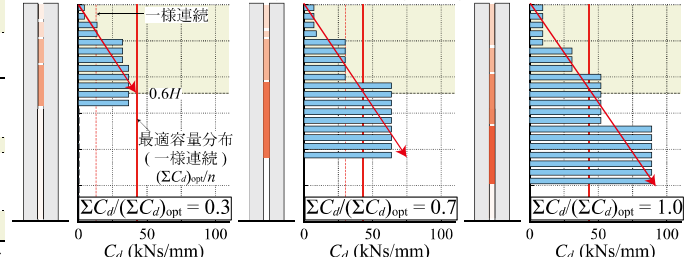 一様連続
0.6H
最適容量分布
(一様連続)
(ΣCd)opt/n
ΣCd/(ΣCd)opt = 0.3
0 50 100
Cd (kNs/mm)
ΣCd/(ΣCd)opt = 0.7
0 50 100
Cd (kNs/mm)
ΣCd/(ΣCd)opt = 1.0
0 50 100
Cd (kNs/mm)